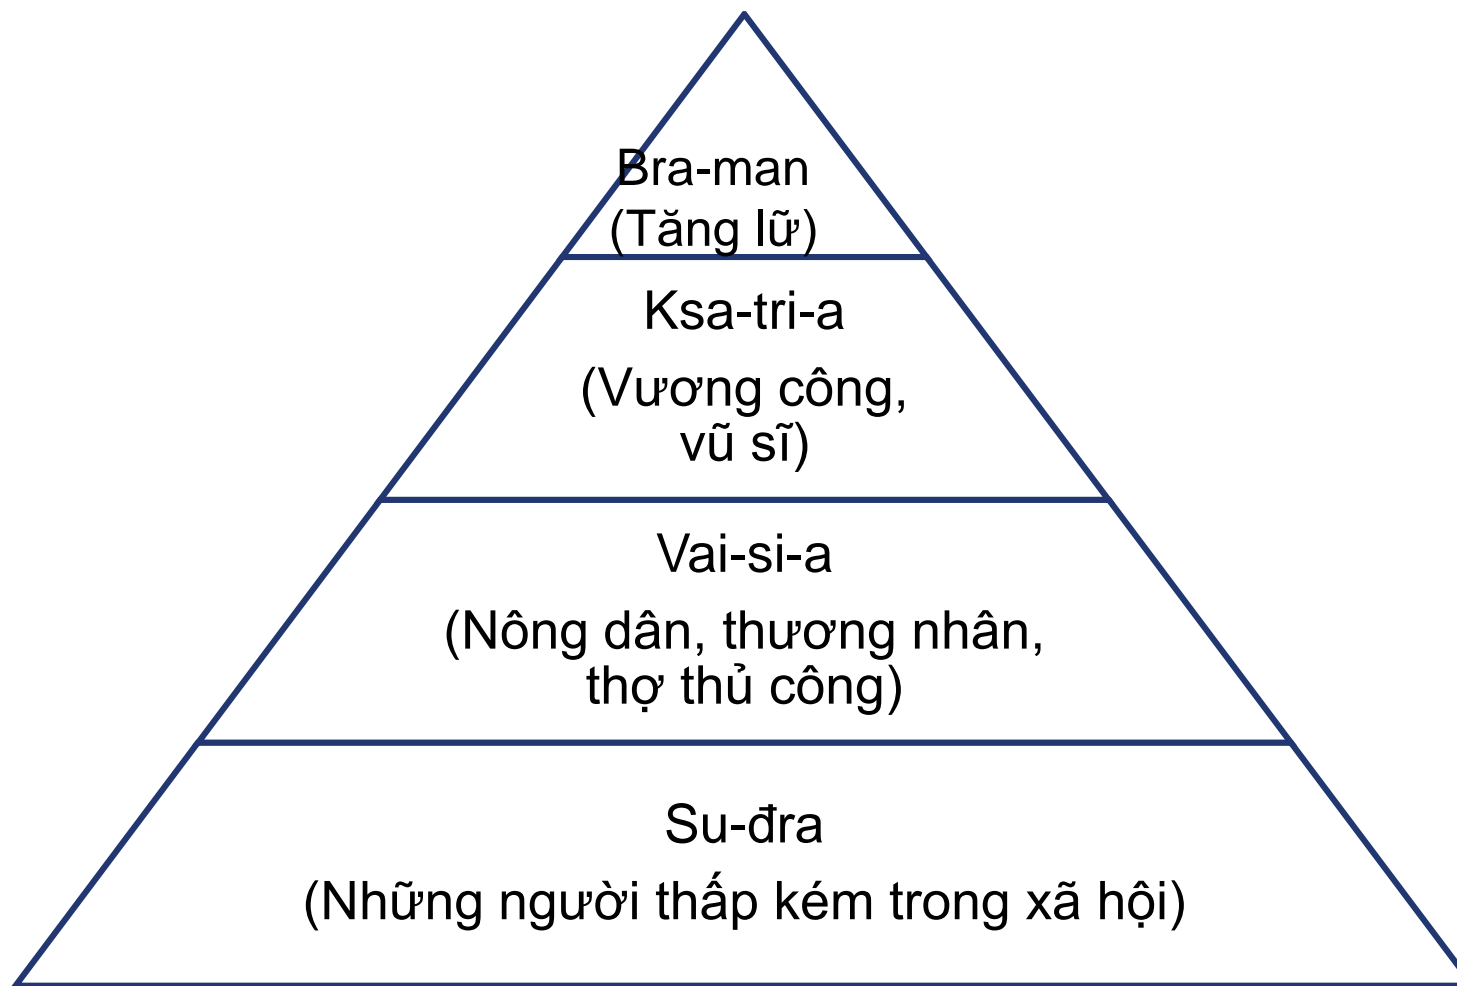 Bra-man
(Tăng lữ)
Ksa-tri-a
(Vương công,
vũ sĩ)
Vai-si-a
(Nông dân, thương nhân,
thợ thủ công)
Su-đra
(Những người thấp kém trong xã hội)